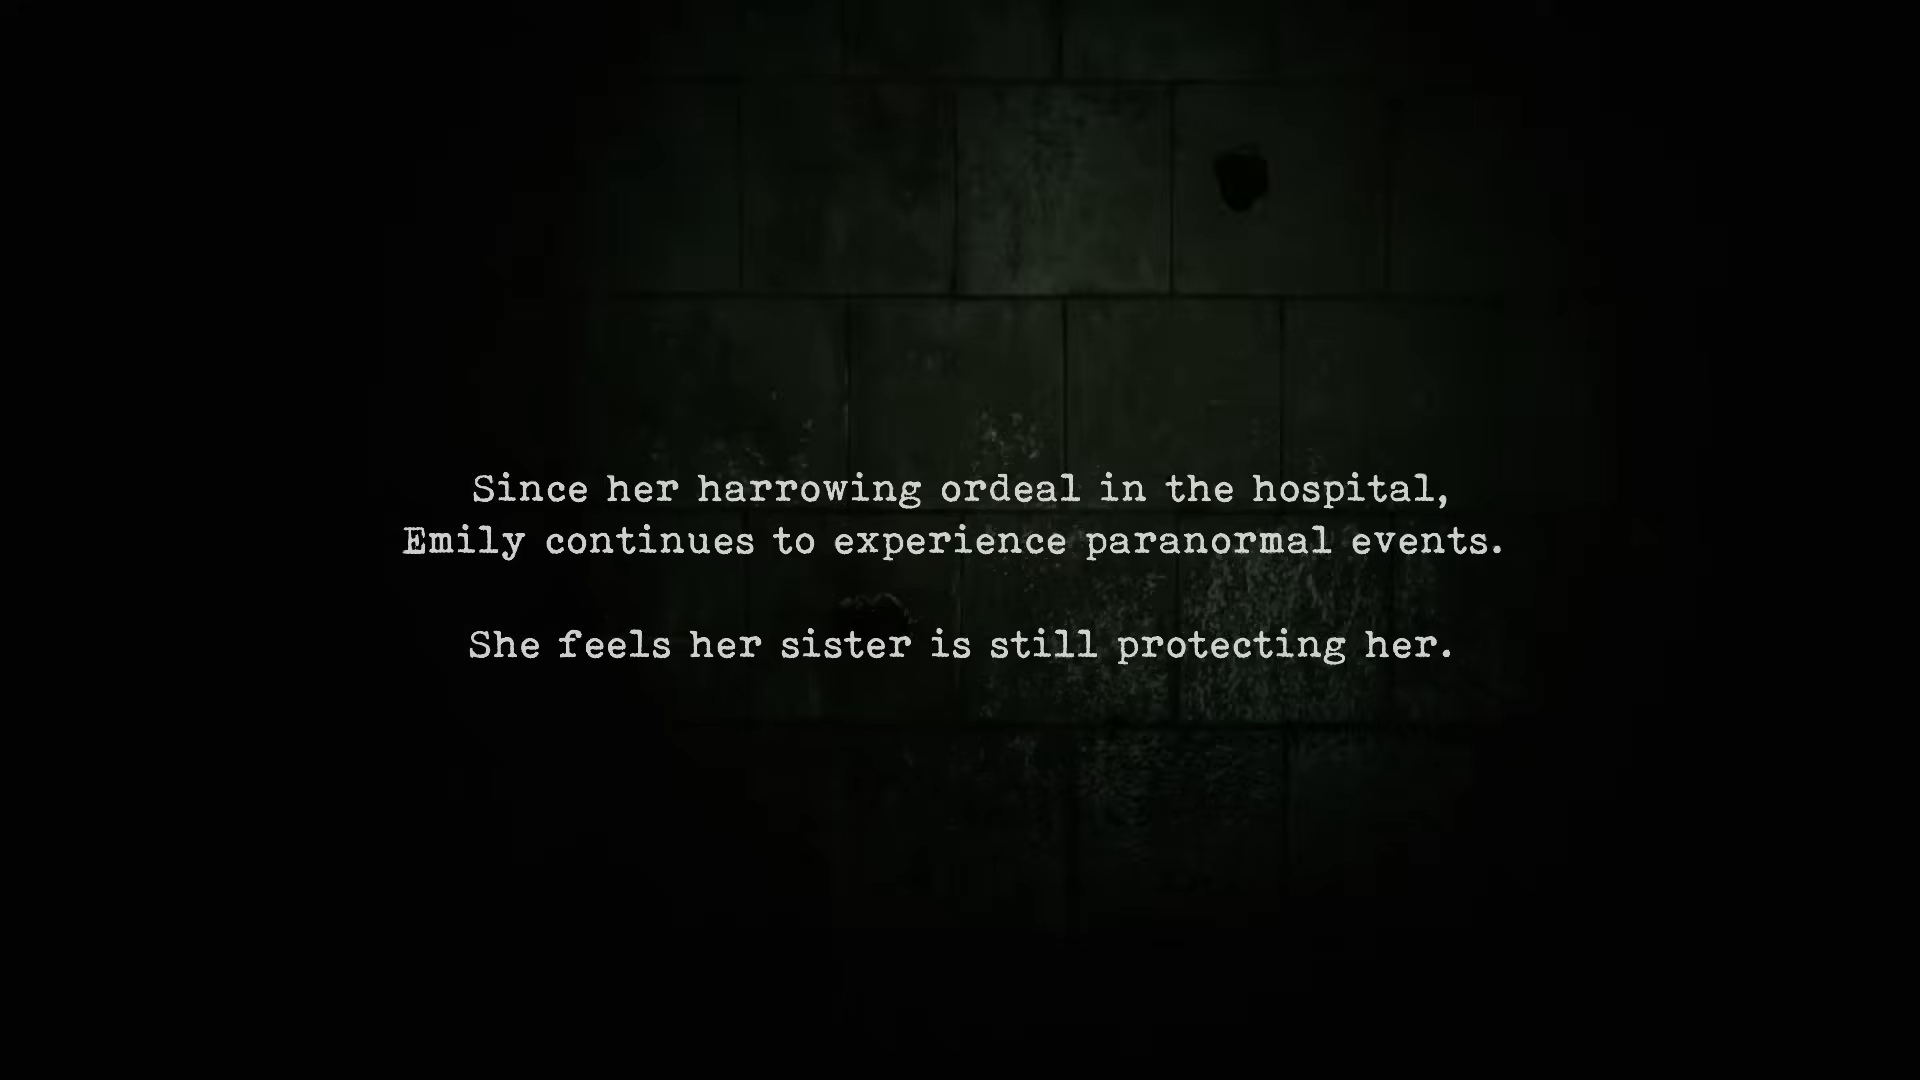 Since her harrowing ordeal in the hospital,
Emily continues to experience paranormal events.
She feels her sister is still protecting her.